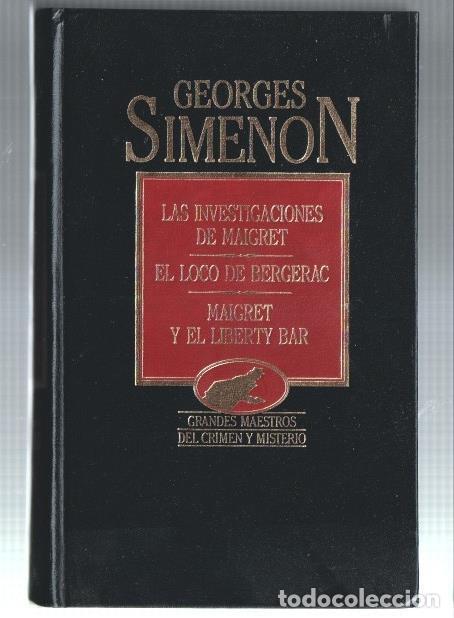 GEORGES
SIMENON
LAS INVESTIGACIONES
DE MAIGRET
EL LOCO DE BERGERAC
MAIGRET
Y EL LIBERTY BAR
GRANDES MAESTROS
DEL CRIMEN Y MISTERIO
todocoleccion.net